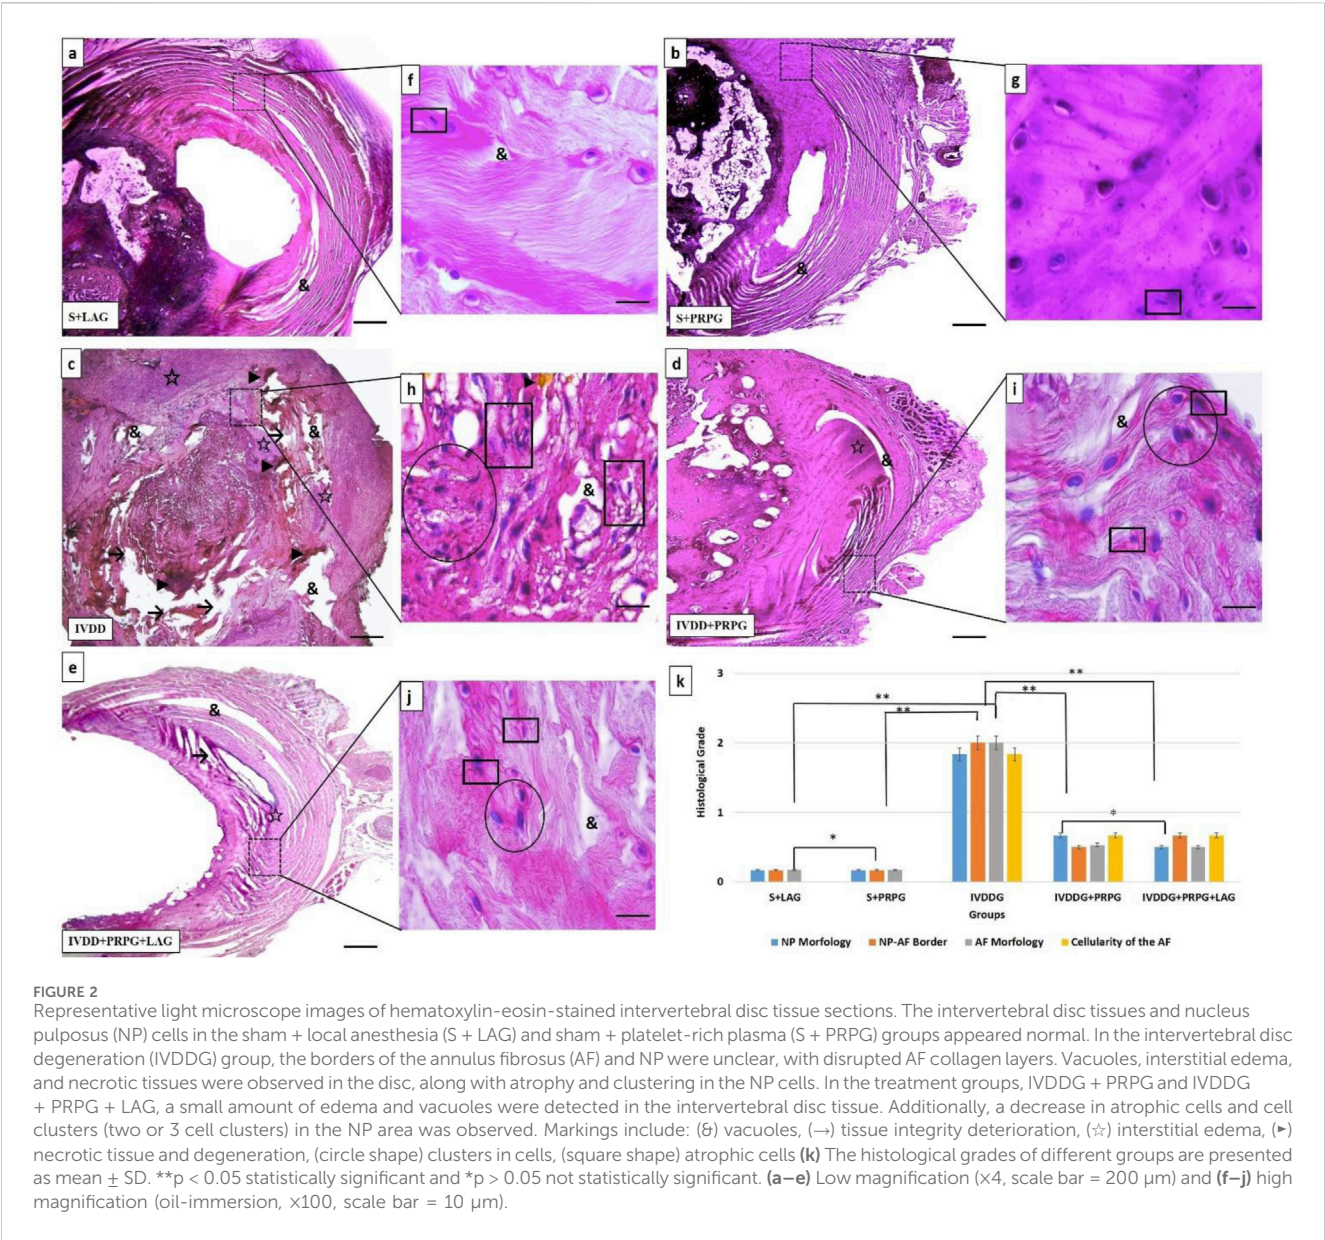 a
f
&
&
S+LAG
b
g
&
S+PRPG
c
h
&
&
&
&
IVDD
d
i
&
&
IVDD+PRPG
e
j
&
&
IVDD+PRPG+LAG
k
Histological Grade
3
2
1
0
**
**
**
**
*
*
S+LAG
S+PRPG
IVDDG
IVDDG+PRPG
IVDDG+PRPG+LAG
Groups
NP Morfology
NP-AF Border
AF Morphology
Cellularity of the AF
FIGURE 2
Representative light microscope images of hematoxylin-eosin-stained intervertebral disc tissue sections. The intervertebral disc tissues and nucleus
pulposus (NP) cells in the sham + local anesthesia (S + LAG) and sham + platelet-rich plasma (S + PRPG) groups appeared normal. In the intervertebral disc
degeneration (IVDDG) group, the borders of the annulus fibrosus (AF) and NP were unclear, with disrupted AF collagen layers. Vacuoles, interstitial edema,
and necrotic tissues were observed in the disc, along with atrophy and clustering in the NP cells. In the treatment groups, IVDDG + PRPG and IVDDG
+ PRPG + LAG, a small amount of edema and vacuoles were detected in the intervertebral disc tissue. Additionally, a decrease in atrophic cells and cell
clusters (two or 3 cell clusters) in the NP area was observed. Markings include: (&) vacuoles, (→) tissue integrity deterioration, (☆) interstitial edema, (►)
necrotic tissue and degeneration, (circle shape) clusters in cells, (square shape) atrophic cells (k) The histological grades of different groups are presented
as mean ± SD. **p < 0.05 statistically significant and *p > 0.05 not statistically significant. (a–e) Low magnification (×4, scale bar = 200 μm) and (f–j) high
magnification (oil-immersion, ×100, scale bar = 10 μm).